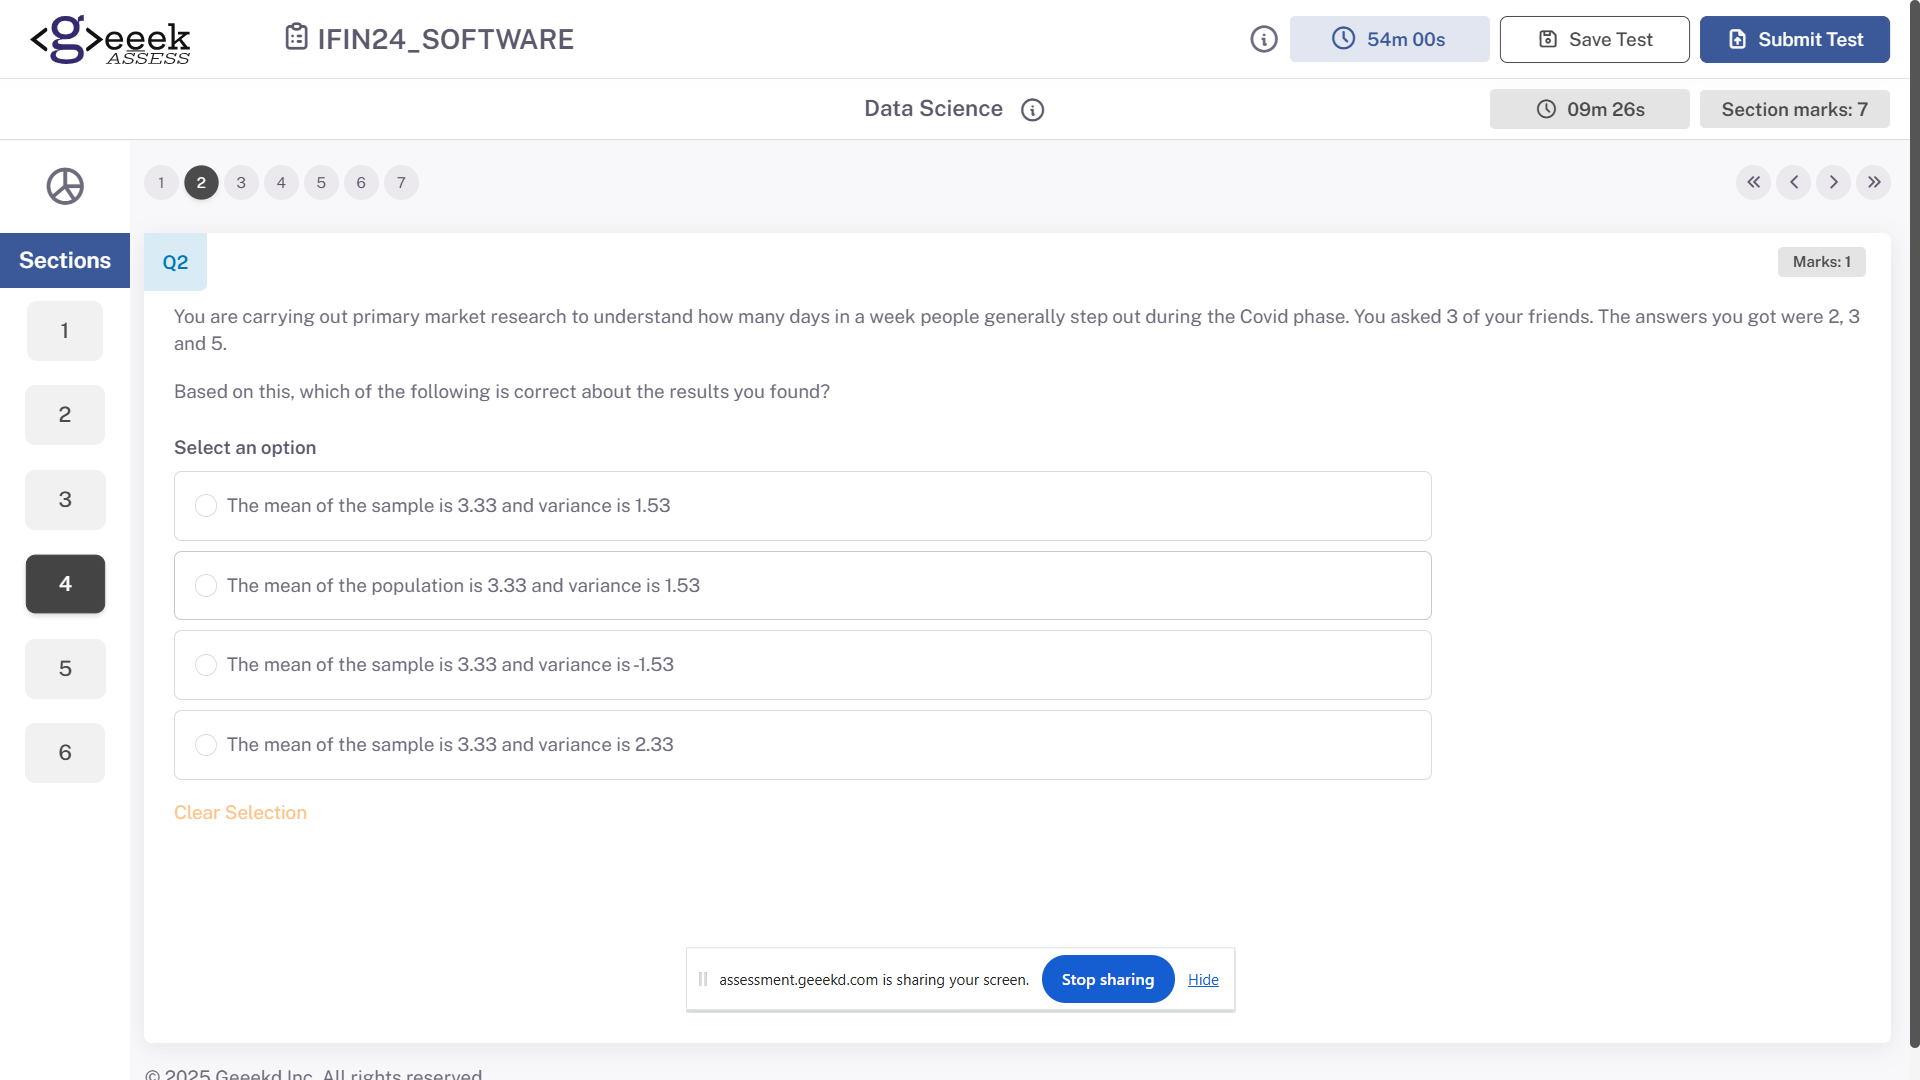 <g>eeek
ASSESS
IFIN24_SOFTWARE
54m 00s
Save Test
Submit Test
Data Science
09m 26s
Section marks: 7
1 2 3 4 5 6 7
Sections
1
2
3
4
5
6
Q2
Marks: 1
You are carrying out primary market research to understand how many days in a week people generally step out during the Covid phase. You asked 3 of your friends. The answers you got were 2, 3
and 5.
Based on this, which of the following is correct about the results you found?
Select an option
The mean of the sample is 3.33 and variance is 1.53
The mean of the population is 3.33 and variance is 1.53
The mean of the sample is 3.33 and variance is -1.53
The mean of the sample is 3.33 and variance is 2.33
Clear Selection
assessment.geeekd.com is sharing your screen.
Stop sharing
Hide
© 2025 Geeekd Inc. All rights reserved